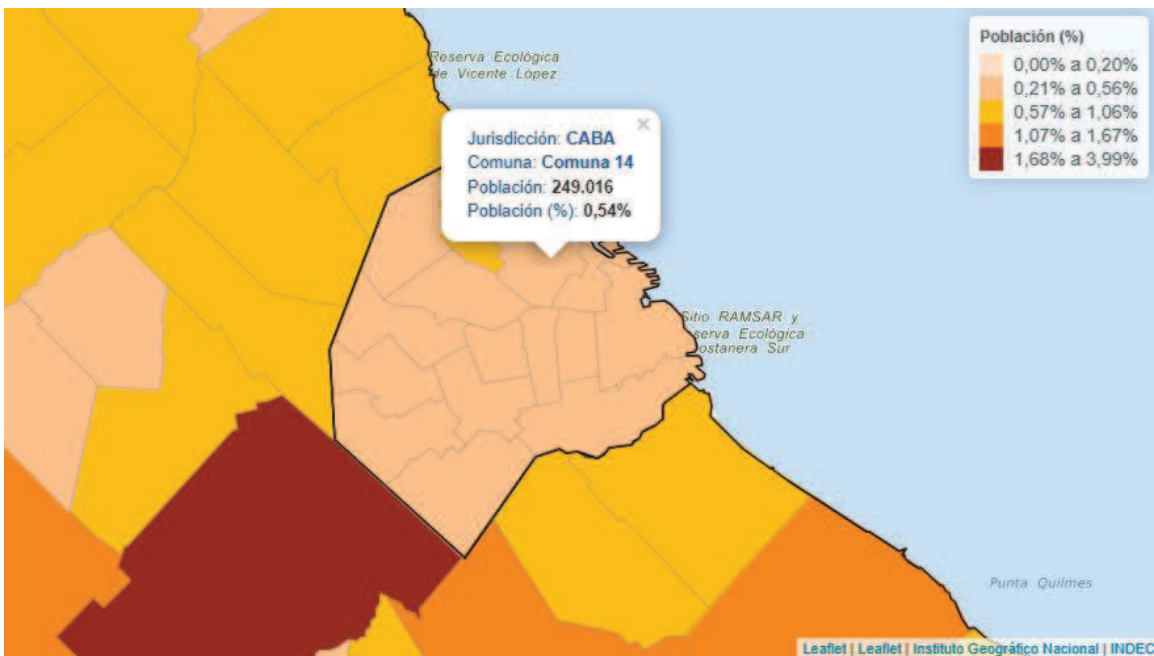 Reserva Ecológica
de Vicente López
×
Jurisdicción: CABA
Comuna: Comuna 14
Población: 249.016
Población (%): 0,54%
Población (%)
0,00% a 0,20%
0,21% a 0,56%
0,57% a 1,06%
1,07% a 1,67%
1,68% a 3,99%
Sitio RAMSAR y
serva Ecológica
ostanera Sur
Punta Quilmes
Leaflet | Leaflet | Instituto Geográfico Nacional | INDEC